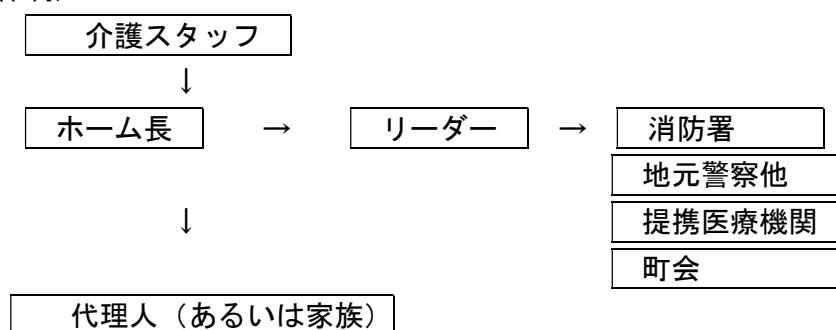 介護スタッフ
↓
ホーム長 → リーダー → 消防署
地元警察他
↓ 提携医療機関
町会
代理人（あるいは家族）